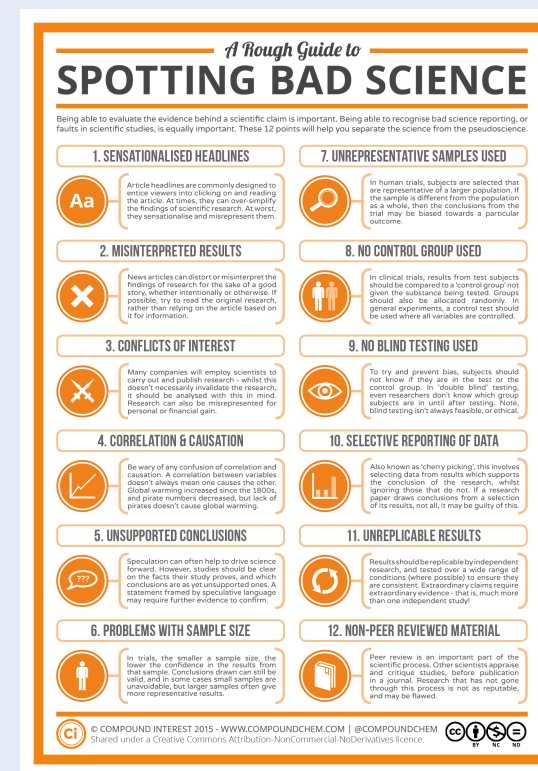 A Rough Guide to
SPOTTING BAD SCIENCE
Being able to evaluate the evidence behind a scientific claim is important. Being able to recognise bad science reporting, or
faults in scientific studies, is equally important. These 12 points will help you separate the science from the pseudoscience.
1. SENSATIONALISED HEADLINES
Aa
Article headlines are commonly designed to
entice viewers into clicking on and reading
the article. At times, they can over-simplify
the findings of scientific research. At worst,
they sensationalise and misrepresent them.
2. MISINTERPRETED RESULTS
News articles can distort or misinterpret the
findings of research for the sake of a good
story, whether intentionally or otherwise. If
possible, try to read the original research,
rather than relying on the article based on
it for information.
3. CONFLICTS OF INTEREST
Many companies will employ scientists to
carry out and publish research - whilst this
doesn't necessarily invalidate the research,
it should be analysed with this in mind.
Research can also be misrepresented for
personal or financial gain.
4. CORRELATION & CAUSATION
Be wary of any confusion of correlation and
causation. A correlation between variables
doesn't always mean one causes the other.
Global warming increased since the 1800s,
and pirate numbers decreased, but lack of
pirates doesn't cause global warming.
5. UNSUPPORTED CONCLUSIONS
???
Speculation can often help to drive science
forward. However, studies should be clear
on the facts their study proves, and which
conclusions are as yet unsupported ones. A
statement framed by speculative language
may require further evidence to confirm.
6. PROBLEMS WITH SAMPLE SIZE
In trials, the smaller a sample size, the
lower the confidence in the results from
that sample. Conclusions drawn can still be
valid, and in some cases small samples are
unavoidable, but larger samples often give
more representative results.
7. UNREPRESENTATIVE SAMPLES USED
In human trials, subjects are selected that
are representative of a larger population. If
the sample is different from the population
as a whole, then the conclusions from the
trial may be biased towards a particular
outcome.
8. NO CONTROL GROUP USED
In clinical trials, results from test subjects
should be compared to a 'control group' not
given the substance being tested. Groups
should also be allocated randomly. In
general experiments, a control test should
be used where all variables are controlled.
9. NO BLIND TESTING USED
To try and prevent bias, subjects should
not know if they are in the test or the
control group. In 'double blind' testing,
even researchers don't know which group
subjects are in until after testing. Note,
blind testing isn't always feasible, or ethical.
10. SELECTIVE REPORTING OF DATA
Also known as 'cherry picking', this involves
selecting data from results which supports
the conclusion of the research, whilst
ignoring those that do not. If a research
paper draws conclusions from a selection
of its results, not all, it may be guilty of this.
11. UNREPLICABLE RESULTS
Results should be replicable by independent
research, and tested over a wide range of
conditions (where possible) to ensure they
are consistent. Extraordinary claims require
extraordinary evidence - that is, much more
than one independent study!
12. NON-PEER REVIEWED MATERIAL
Peer review is an important part of the
scientific process. Other scientists appraise
and critique studies, before publication
in a journal. Research that has not gone
through this process is not as reputable,
and may be flawed.
Ci
© COMPOUND INTEREST 2015 - WWW.COMPOUNDCHEM.COM | @COMPOUNDCHEM
Shared under a Creative Commons Attribution-NonCommercial-NoDerivatives licence.
cc
BY NC ND